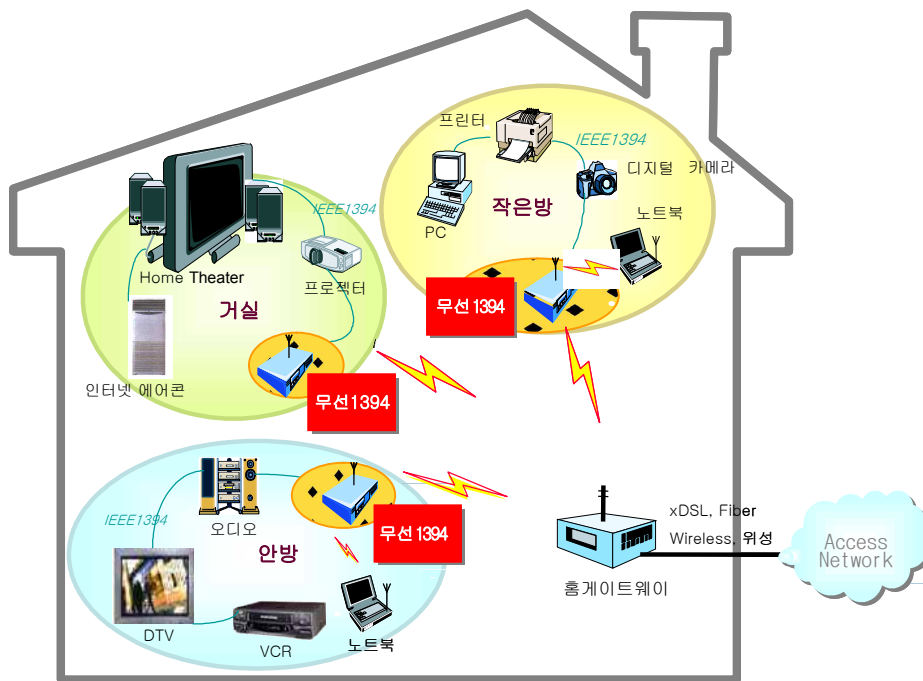 프린터
IEEE1394
디지털 카메라
작은방
노트북
PC
무선1394
IEEE1394
Home Theater
프로젝터
거실
인터넷 에어콘
무선1394
IEEE1394
오디오
무선1394
안방
DTV
VCR
노트북
xDSL, Fiber
Wireless, 위성
홈게이트웨이
Access
Network